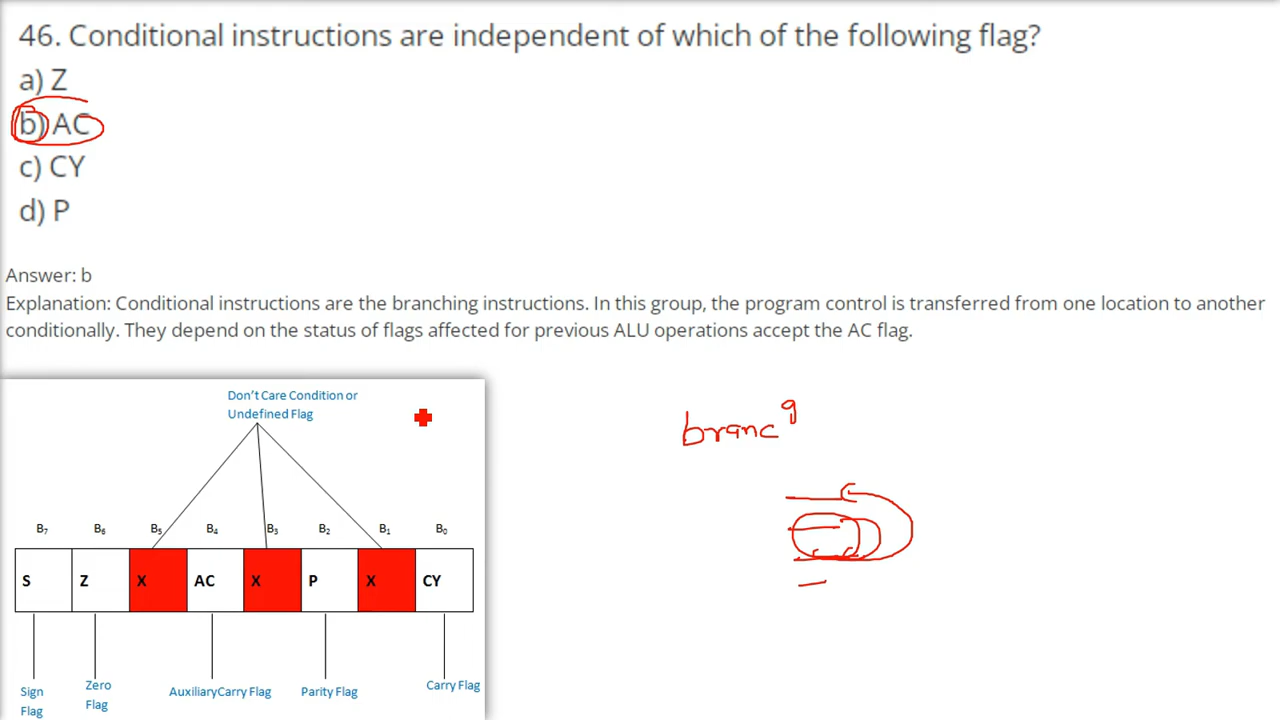 46. Conditional instructions are independent of which of the following flag?
a) Z
b) AC
c) CY
d) P
Answer: b
Explanation: Conditional instructions are the branching instructions. In this group, the program control is transferred from one location to another
conditionally. They depend on the status of flags affected for previous ALU operations accept the AC flag.
Don't Care Condition or
Undefined Flag
branc g
B7 B6 B5 B4 B3 B2 B1 B0
S Z X AC X P X CY
Sign
Flag
Zero
Flag
AuxiliaryCarry Flag
Parity Flag
Carry Flag